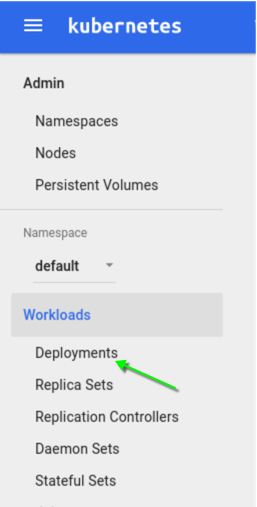 kubernetes
Admin
Namespaces
Nodes
Persistent Volumes
Namespace
default
Workloads
Deployments
Replica Sets
Replication Controllers
Daemon Sets
Stateful Sets